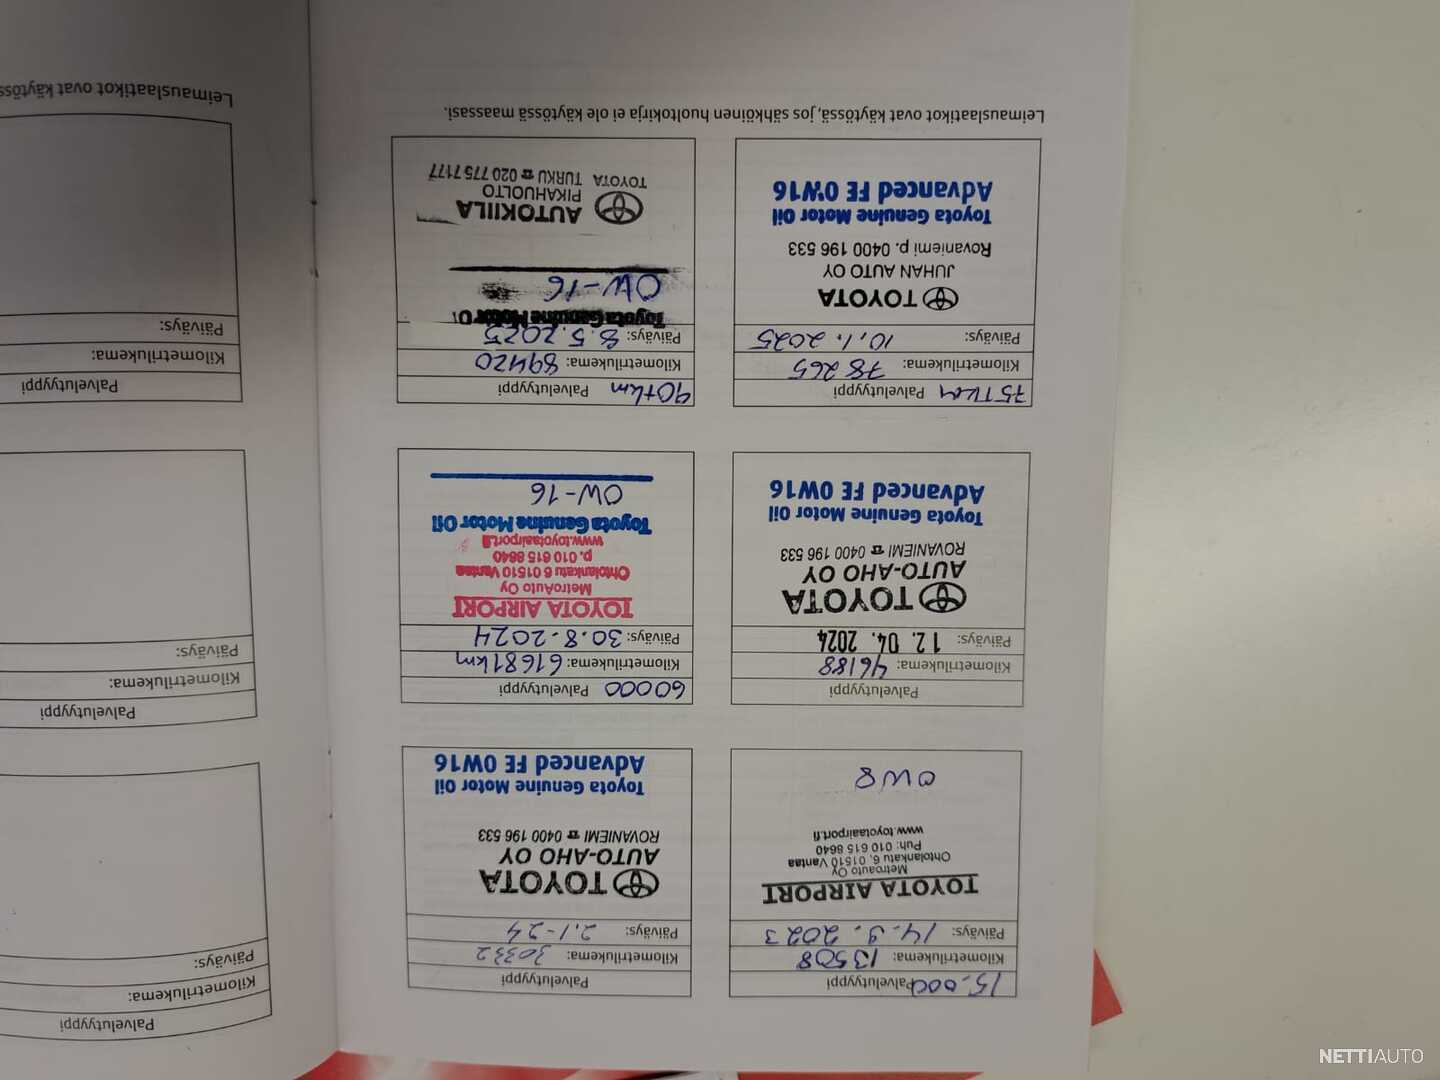 15.000 Palvelutyyppi
Kilometrilukema: 13508
Päiväys: 14.9.2023
TOYOTA AIRPORT
Metroauto Oy
Ohtolankatu, 6, 01510 Vantaa
Puh: 010 615 8640
www.toyotaairport.fi
OW8
Palvelutyyppi
Kilometrilukema: 30332
Päiväys: 2.1-24
TOYOTA
AUTO-AHO OY
ROVANIEMI ☎ 0400 196 533
Toyota Genuine Motor Oil
Advanced FE 0W16
Palvelutyyppi
Kilometrilukema: 46188
Päiväys: 12. 04. 2024
TOYOTA
AUTO-AHO OY
ROVANIEMI ☎ 0400 196 533
Toyota Genuine Motor Oil
Advanced FE 0W16
60000 Palvelutyyppi
Kilometrilukema: 61681km
Päiväys: 30.8.2024
TOYOTA AIRPORT
MetroAuto Oy
Ohtolankatu 6 01510 Vantaa
p. 010 615 8640
www.toyotaairport.fi
Toyota Genuine Motor Oil
OW-16
75Tkm Palvelutyyppi
Kilometrilukema: 78265
Päiväys: 10.1.2025
TOYOTA
JUHAN AUTO OY
Rovaniemi p. 0400 196 533
Toyota Genuine Motor Oil
Advanced FE 0W16
90tkm Palvelutyyppi
Kilometrilukema: 89420
Päiväys: 8.5.2025
Toyota Genuine Motor
OW-16
AUTOKIILA
PIKAHUOLTO
TOYOTA TURKU ☎ 020 775 7177
Leimauslaatikot ovat käytössä, jos sähköinen huoltokirja ei ole käytössä maassasi.
Palvelutyyppi
Kilometrilukema:
Päiväys:
Palvelutyyppi
Kilometrilukema:
Päiväys:
Palvelutyyppi
Kilometrilukema:
Päiväys:
Leimauslaatikot ovat käytöss
NETTIAUTO